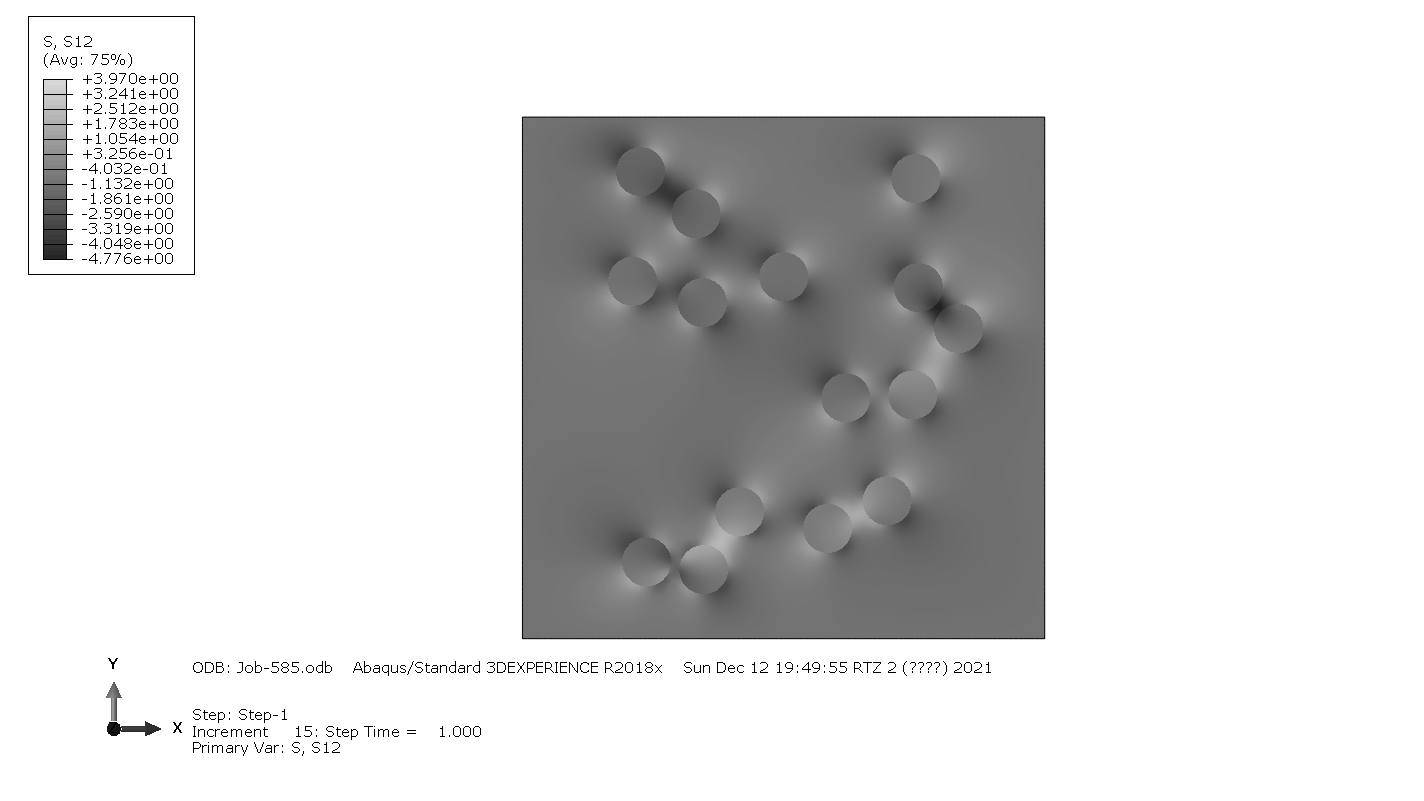 S, S12
(Avg: 75%)
+3.970e+00
+3.241e+00
+2.512e+00
+1.783e+00
+1.054e+00
+3.256e-01
-4.032e-01
-1.132e+00
-1.861e+00
-2.590e+00
-3.319e+00
-4.048e+00
-4.776e+00
Y
X
ODB: Job-585.odb    Abaqus/Standard 3DEXPERIENCE R2018x    Sun Dec 12 19:49:55 RTZ 2 (????) 2021
Step: Step-1
Increment     15: Step Time =    1.000
Primary Var: S, S12